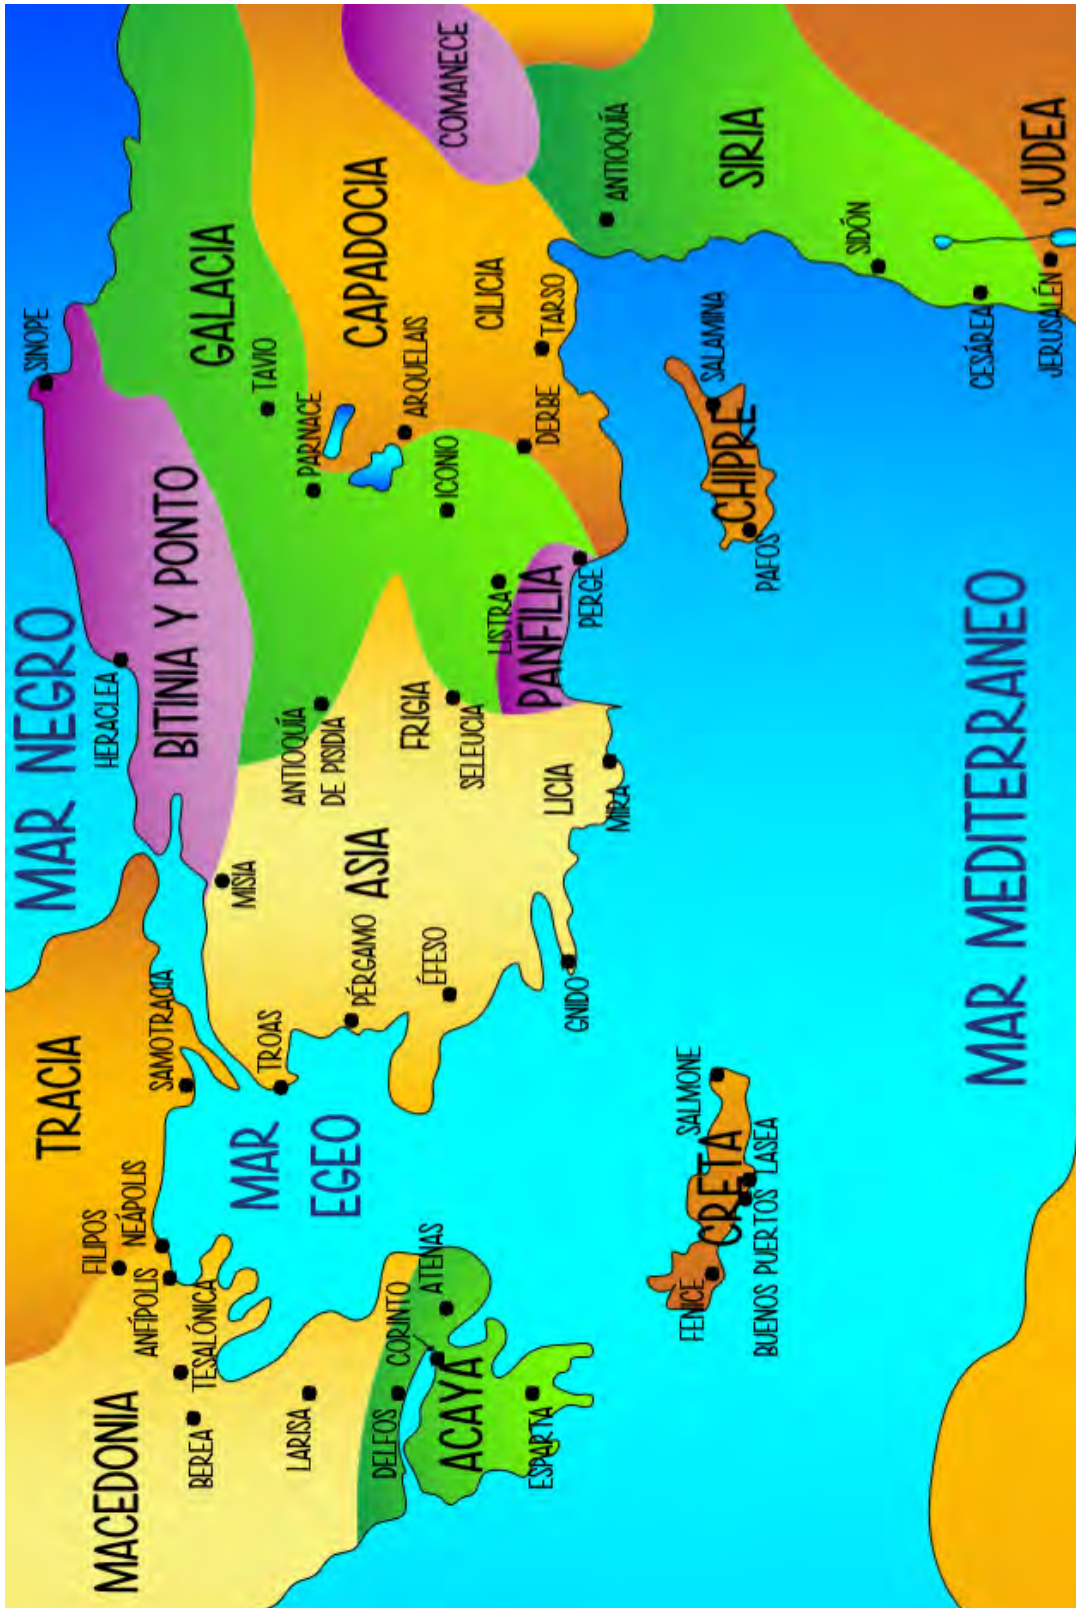 MAR NEGRO
SINOPE
HERACLEA
BITINIA Y PONTO
GALACIA
TAVIO
PARNACE
CAPADOCIA
COMANECE
ARQUELAIS
CILICIA
TARSO
DERBE
ICONIO
LISTRA
PANFILIA
PERGE
ANTIOQUÍA
SIRIA
SIDÓN
CESÁREA
JERUSALÉN
JUDEA
SALAMINA
CHIPRE
PAFOS
ANTIOQUÍA
DE PISIDIA
FRIGIA
SELEUCIA
LICIA
MIRA
MISIA
ASIA
PÉRGAMO
ÉFESO
GNIDO
TROAS
TRACIA
SAMOTRACIA
MAR
EGEO
FILIPOS
NEÁPOLIS
ANFÍPOLIS
TESALÓNICA
MACEDONIA
BEREA
LARISA
DELFOS
CORINTO
ATENAS
ACAYA
ESPARTA
SALMONE
CRETA
LASEA
BUENOS PUERTOS
FENICE
MAR MEDITERRANEO